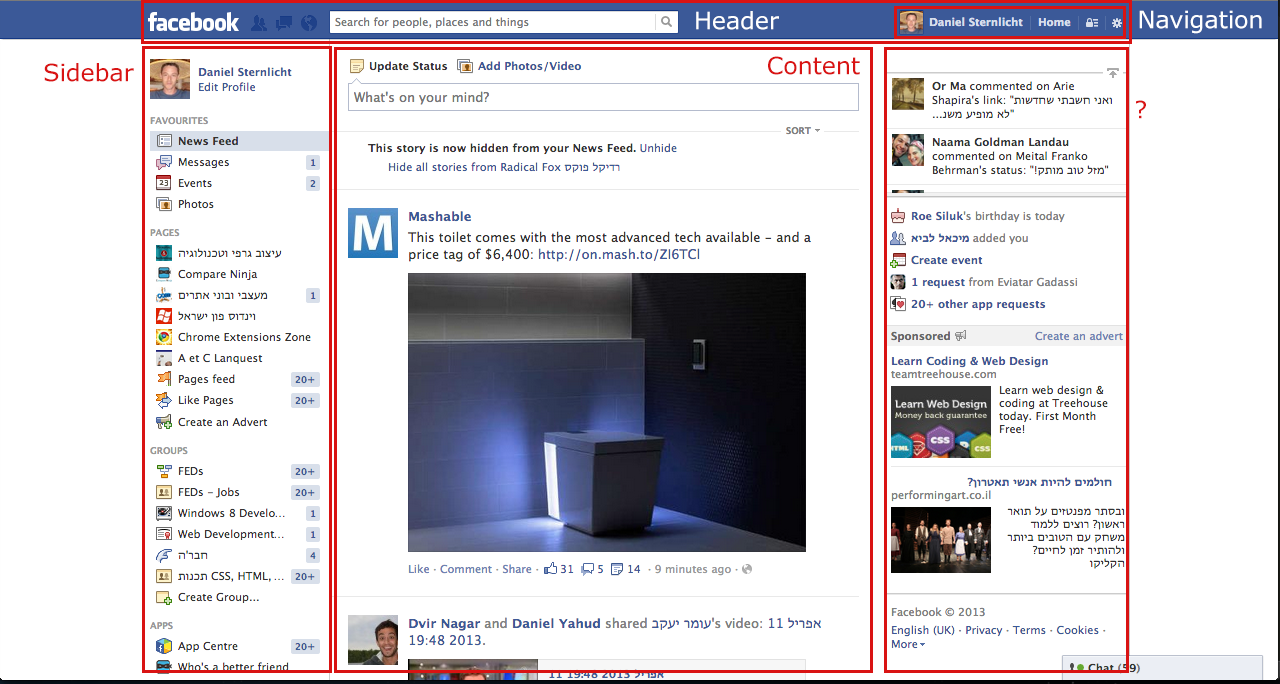 facebook
Search for people, places and things
Header
Daniel Sternlicht
Home
Navigation
Sidebar
Daniel Sternlicht
Edit Profile
FAVOURITES
News Feed
Messages 1
23 Events 2
Photos
PAGES
עיצוב גרפי וטכנולוגיה
Compare Ninja
מעצבי ובוני אתרים 1
וינדוס פון ישראל
Chrome Extensions Zone
A et C Lanquest
Pages feed 20+
Like Pages 20+
Create an Advert
GROUPS
FEDs 20+
FEDs – Jobs 20+
Windows 8 Develo... 1
Web Development... 1
חבר'ה 4
תכנות CSS, HTML, ... 20+
Create Group...
APPS
App Centre 20+
Who's a better friend
Content
Update Status
Add Photos/Video
What's on your mind?
SORT
This story is now hidden from your News Feed. Unhide
Hide all stories from Radical Fox רדיקל פוקס
M
Mashable
This toilet comes with the most advanced tech available – and a
price tag of $6,400: http://on.mash.to/Zl6TCl
Like · Comment · Share · 31 5 14 · 9 minutes ago ·
Dvir Nagar and Daniel Yahud shared עומר יעקב's video: 11 אפריל
2013 19:48.
11 אפריל 2013 19:48
?
Or Ma commented on Arie
Shapira's link: "ואני חשבתי שחדשות
לא מופיע משנ..."
Naama Goldman Landau
commented on Meital Franko
Behrman's status: "מזל טוב מותק!"
Roe Siluk's birthday is today
מיכאל לביא added you
Create event
1 request from Eviatar Gadassi
20+ other app requests
Sponsored
Create an advert
Learn Coding & Web Design
teamtreehouse.com
Learn Web Design
Money back guarantee
HTML
CSS
CSS
Learn web design &
coding at Treehouse
today. First Month
Free!
חולמים להיות אנשי תאטרון?
performingart.co.il
ובסתר מפנטזים על תואר
ראשון? רוצים ללמוד
משחק עם הטובים ביותר
ולהותיר זמן לחיים?
הקליקו
Facebook © 2013
English (UK) · Privacy · Terms · Cookies ·
More
Chat (59)